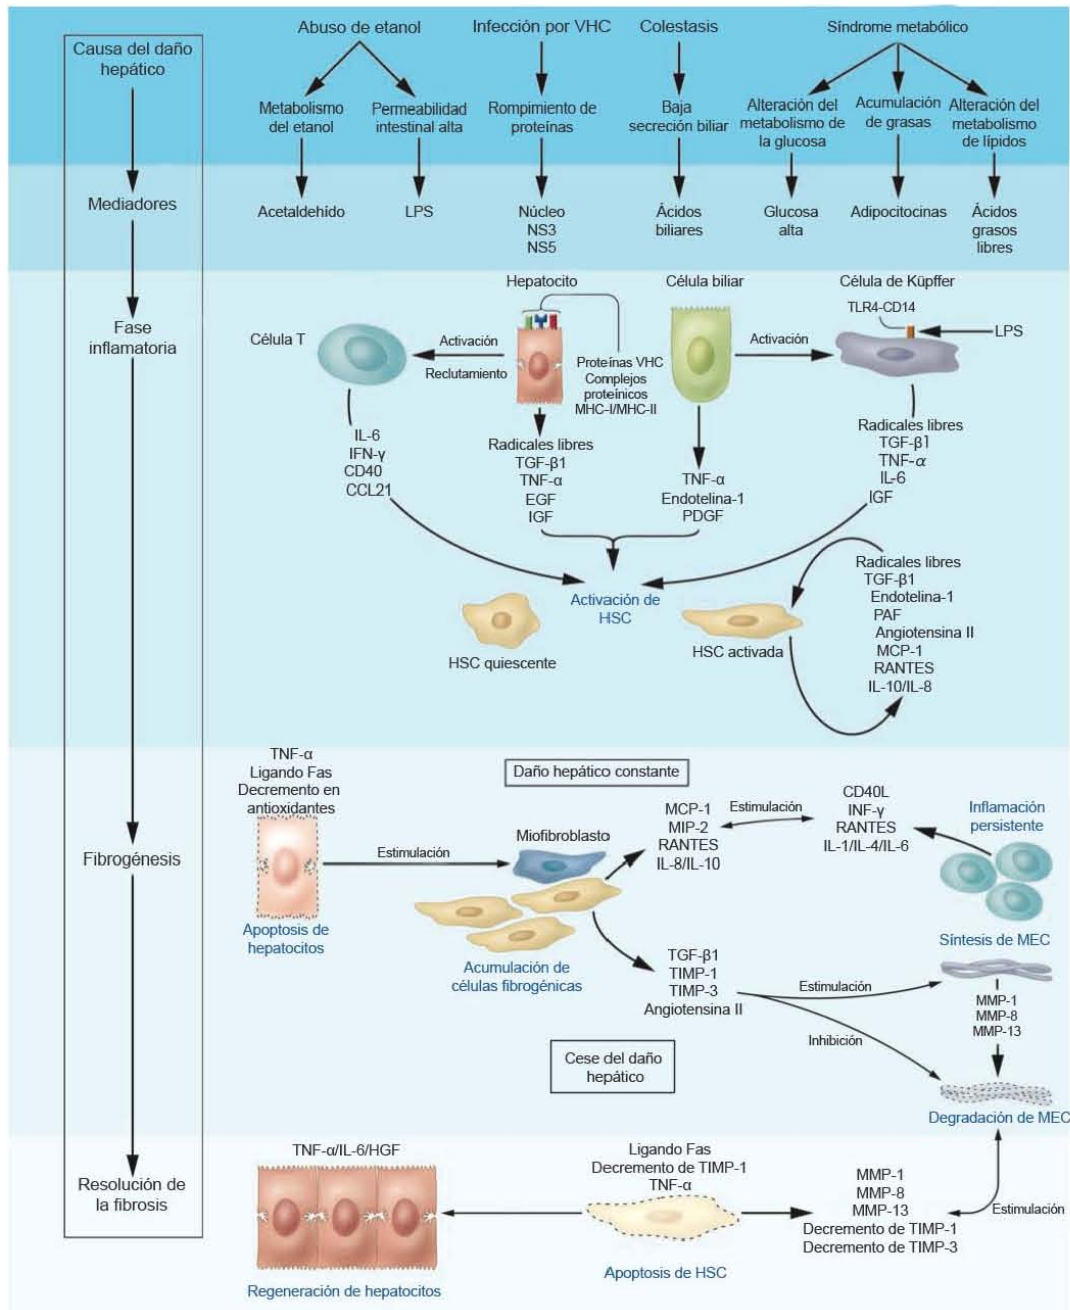 Causa del daño
hepático
Mediadores
Fase
inflamatoria
Fibrogénesis
Resolución de
la fibrosis
Abuso de etanol
Infección por VHC
Colestasis
Síndrome metabólico
Metabolismo
del etanol
Permeabilidad
intestinal alta
Rompimiento de
proteínas
Baja
secreción biliar
Alteración del
metabolismo de
la glucosa
Acumulación
de grasas
Alteración del
metabolismo
de lípidos
Acetaldehído
LPS
Núcleo
NS3
NS5
Ácidos
biliares
Glucosa
alta
Adipocitocinas
Ácidos
grasos
libres
Hepatocito
Célula biliar
Célula de Küpffer
TLR4-CD14
LPS
Célula T
Activación
Reclutamiento
Proteínas VHC
Complejos
proteínicos
MHC-I/MHC-II
Activación
IL-6
IFN-γ
CD40
CCL21
Radicales libres
TGF-β1
TNF-α
EGF
IGF
TNF-α
Endotelina-1
PDGF
Radicales libres
TGF-β1
TNF-α
IL-6
IGF
Activación de
HSC
HSC quiescente
HSC activada
Radicales libres
TGF-β1
Endotelina-1
PAF
Angiotensina II
MCP-1
RANTES
IL-10/IL-8
TNF-α
Ligando Fas
Decremento en
antioxidantes
Apoptosis de
hepatocitos
Estimulación
Daño hepático constante
Miofibroblasto
Acumulación de
células fibrogénicas
MCP-1
MIP-2
RANTES
IL-8/IL-10
Estimulación
CD40L
INF-γ
RANTES
IL-1/IL-4/IL-6
Inflamación
persistente
Síntesis de MEC
TGF-β1
TIMP-1
TIMP-3
Angiotensina II
Estimulación
Inhibición
MMP-1
MMP-8
MMP-13
Cese del daño
hepático
Degradación de MEC
TNF-α/IL-6/HGF
Regeneración de hepatocitos
Ligando Fas
Decremento de TIMP-1
TNF-α
Apoptosis de HSC
MMP-1
MMP-8
MMP-13
Decremento de TIMP-1
Decremento de TIMP-3
Estimulación